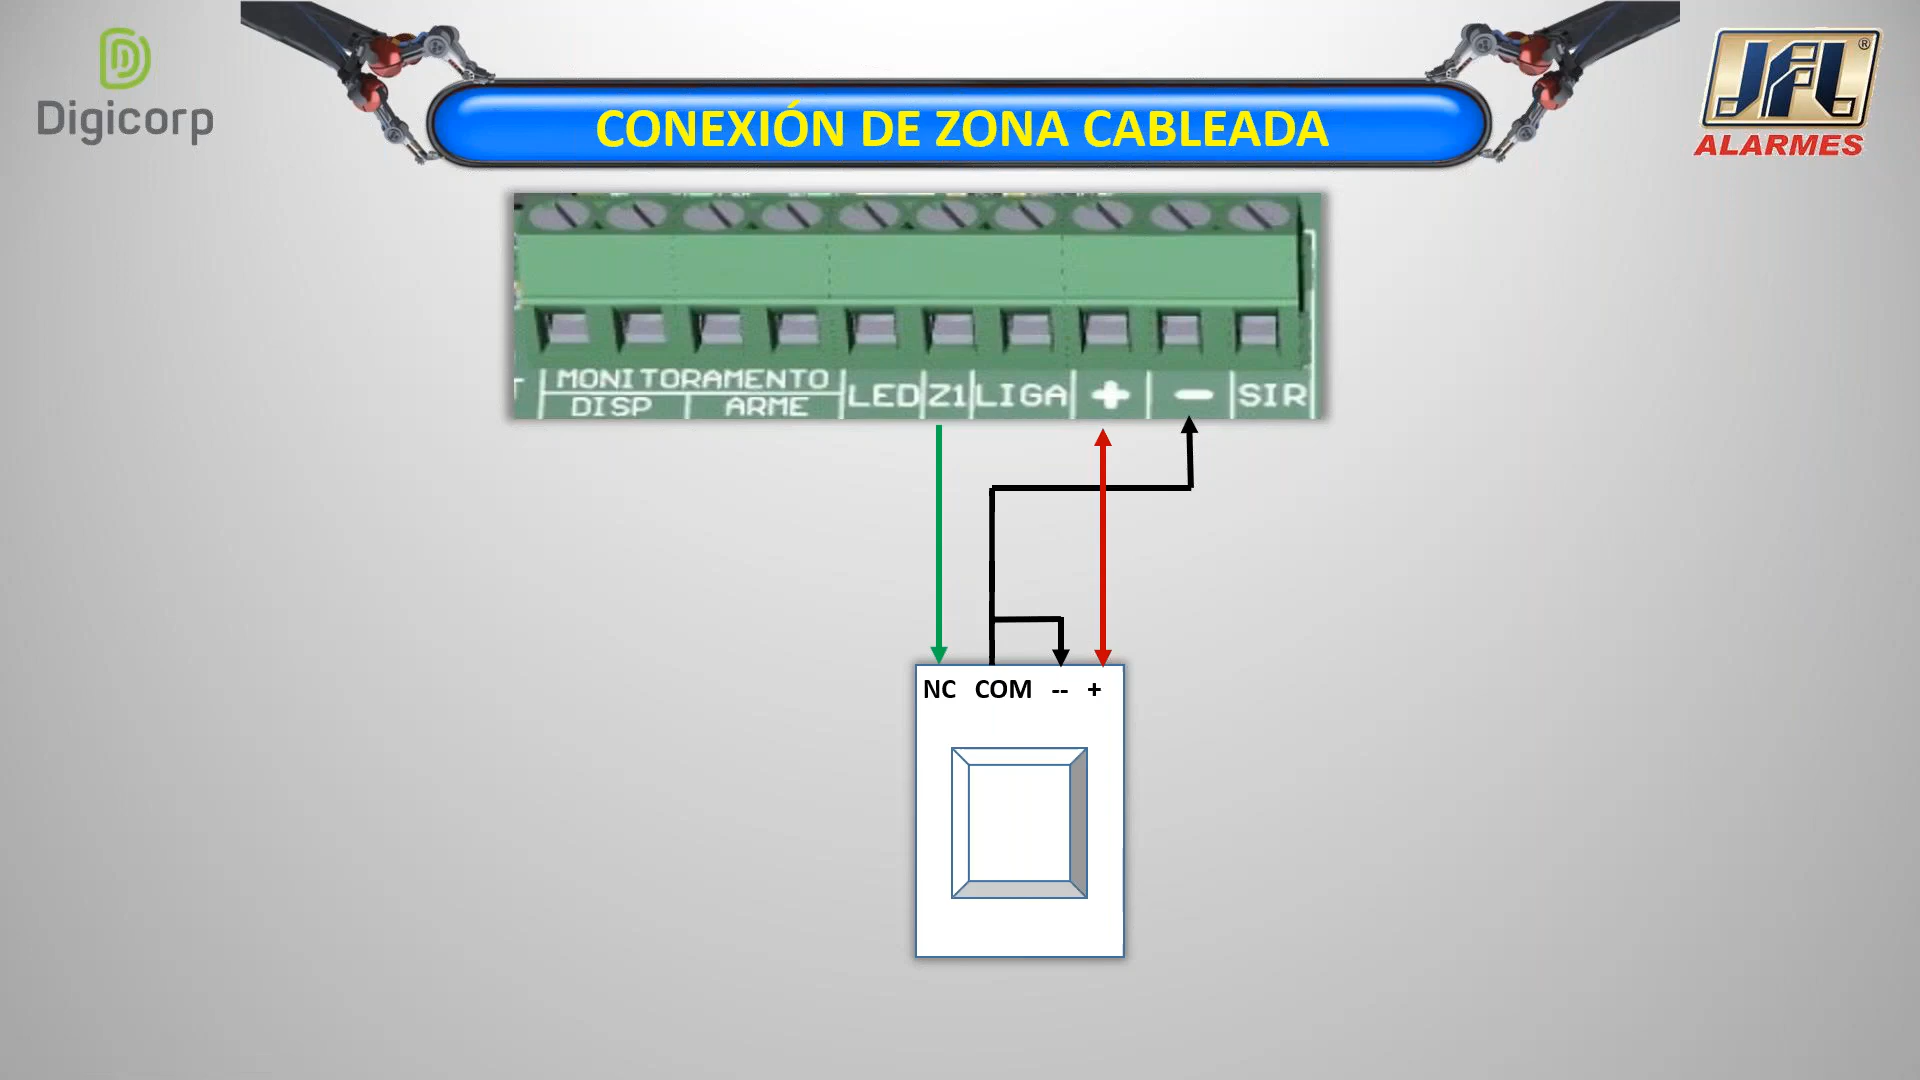 Digicorp
CONEXIÓN DE ZONA CABLEADA
JFL®
ALARMES
MONITORAMENTO
DISP ARME
LED Z1 LIGA + - SIR
NC COM -- +